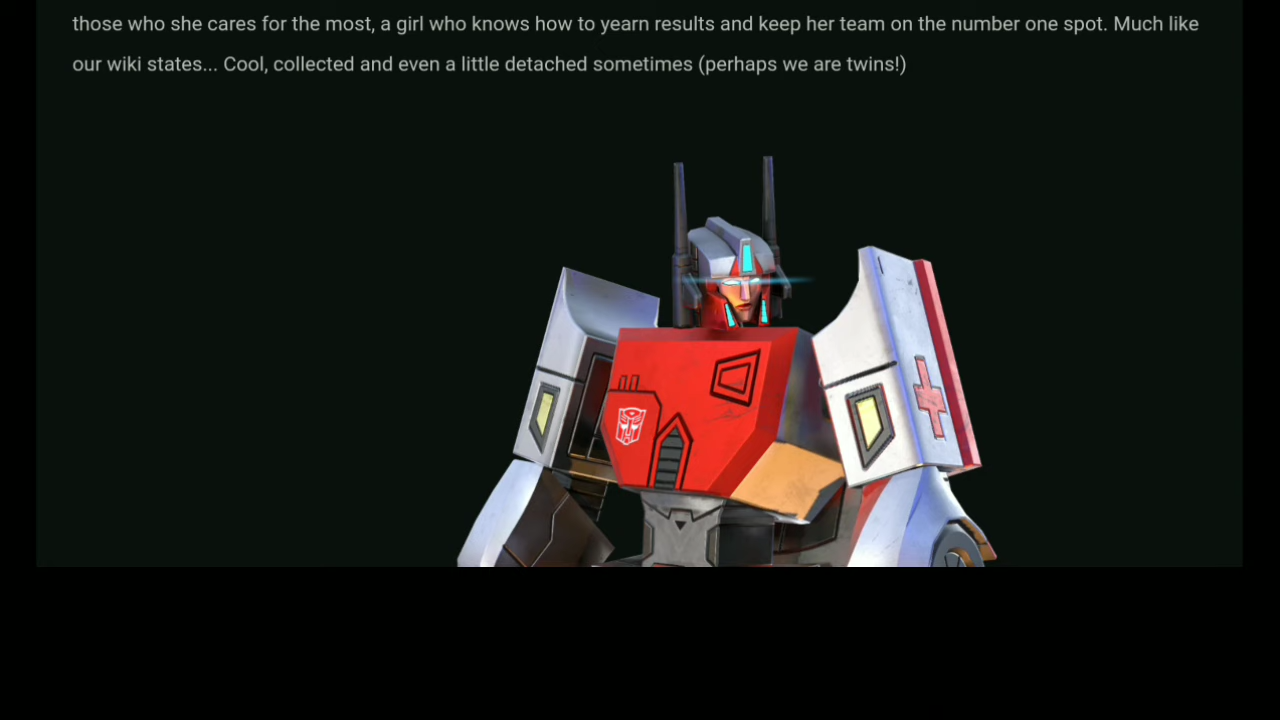 those who she cares for the most, a girl who knows how to yearn results and keep her team on the number one spot. Much like
our wiki states... Cool, collected and even a little detached sometimes (perhaps we are twins!)